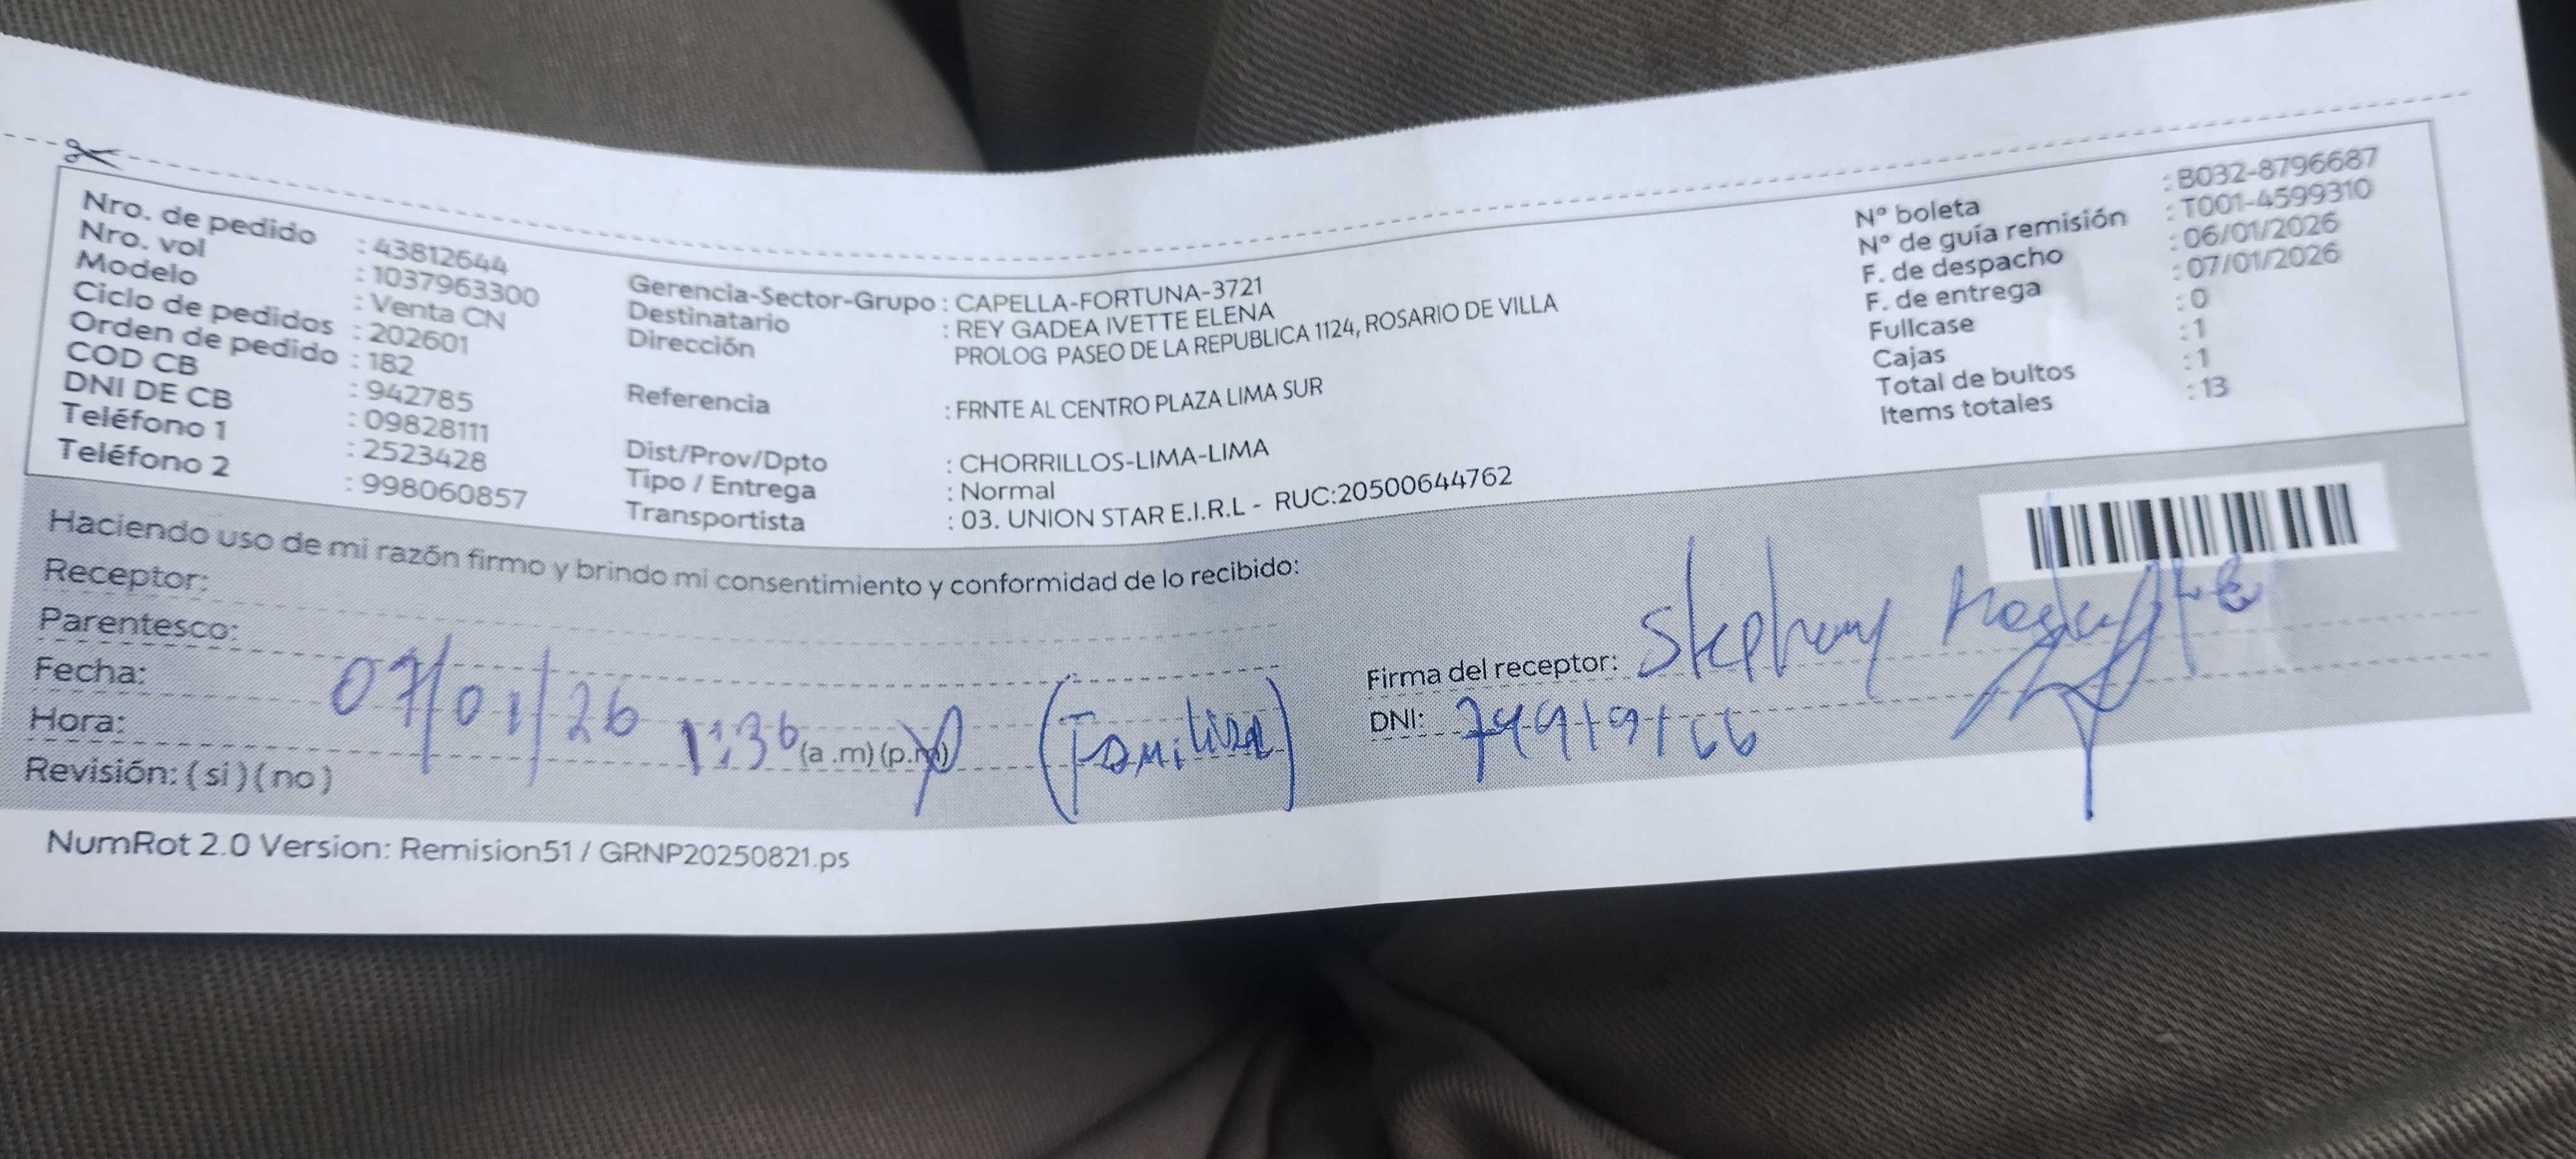 Nro. de pedido : 43812644
Nro. vol : 1037963300
Modelo : Venta CN
Ciclo de pedidos : 202601
Orden de pedido : 182
COD CB : 942785
DNI DE CB : 09828111
Teléfono 1 : 2523428
Teléfono 2 : 998060857
Gerencia-Sector-Grupo : CAPELLA-FORTUNA-3721
Destinatario : REY GADEA IVETTE ELENA
Dirección PROLOG PASEO DE LA REPUBLICA 1124, ROSARIO DE VILLA
Referencia : FRNTE AL CENTRO PLAZA LIMA SUR
Dist/Prov/Dpto : CHORRILLOS-LIMA-LIMA
Tipo / Entrega : Normal
Transportista : 03. UNION STAR E.I.R.L - RUC:20500644762
N° boleta : B032-8796687
N° de guía remisión : T001-4599310
F. de despacho : 06/01/2026
F. de entrega : 07/01/2026
Fullcase : 0
Cajas : 1
Total de bultos : 1
Items totales : 13
Haciendo uso de mi razón firmo y brindo mi consentimiento y conformidad de lo recibido:
Receptor:
Parentesco:
Fecha: 07/01/26
Hora: 1:36 (a .m) (p.m)
(Familiar)
Revisión: ( si ) ( no )
Firma del receptor: Stephany
DNI:
NumRot 2.0 Version: Remision51 / GRNP20250821.ps